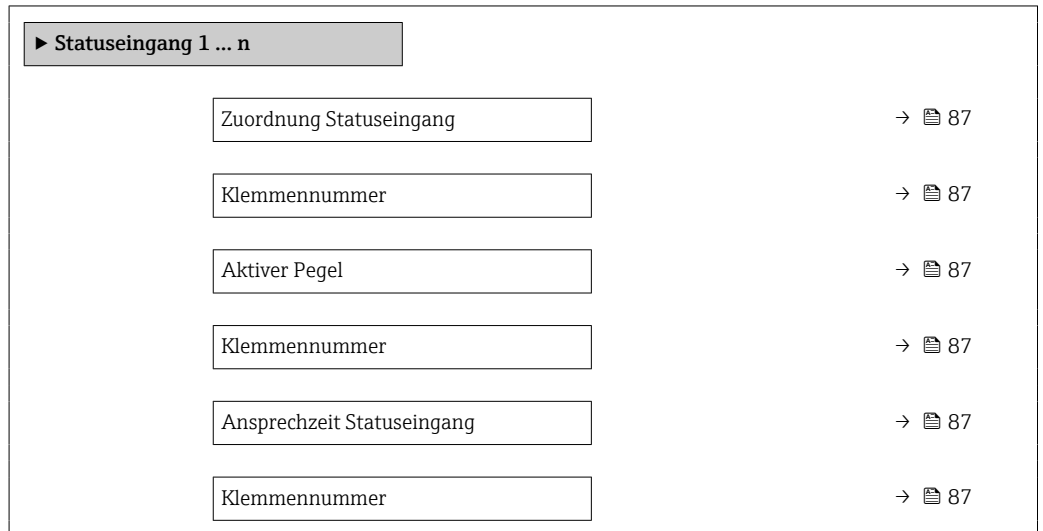 ▶ Statuseingang 1 … n
Zuordnung Statuseingang → 87
Klemmennummer → 87
Aktiver Pegel → 87
Klemmennummer → 87
Ansprechzeit Statuseingang → 87
Klemmennummer → 87